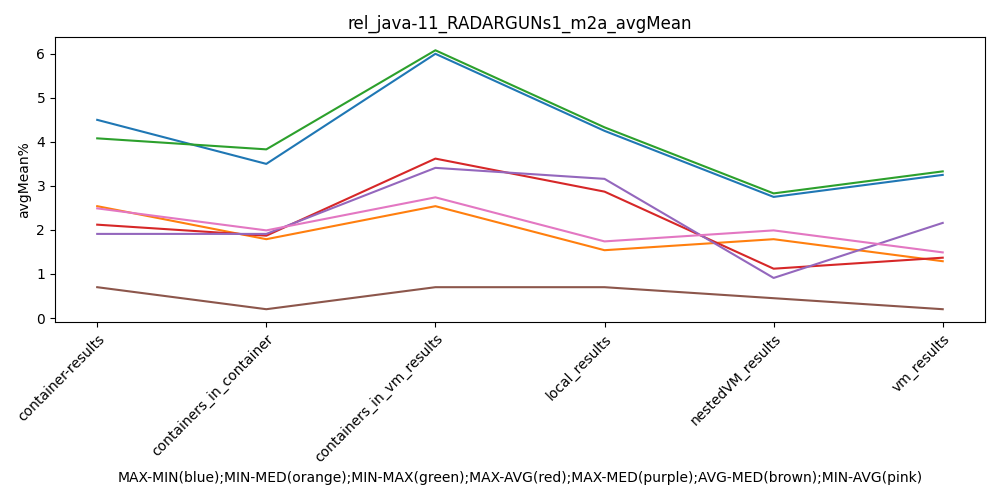 rel_java-11_RADARGUNs1_m2a_avgMean
avgMean%
6
5
4
3
2
1
0
container-results
containers_in_container
containers_in_vm_results
local_results
nestedVM_results
vm_results
MAX-MIN(blue);MIN-MED(orange);MIN-MAX(green);MAX-AVG(red);MAX-MED(purple);AVG-MED(brown);MIN-AVG(pink)